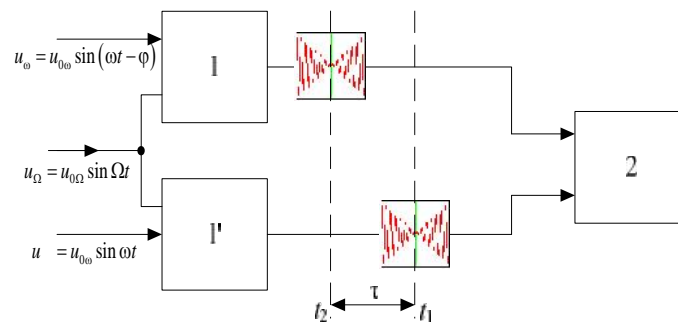 u_ω = u_0ω sin(ωt − φ)
1
u_Ω = u_0Ω sin Ωt
2
1'
u = u_0ω sin ωt
τ
t_2
t_1